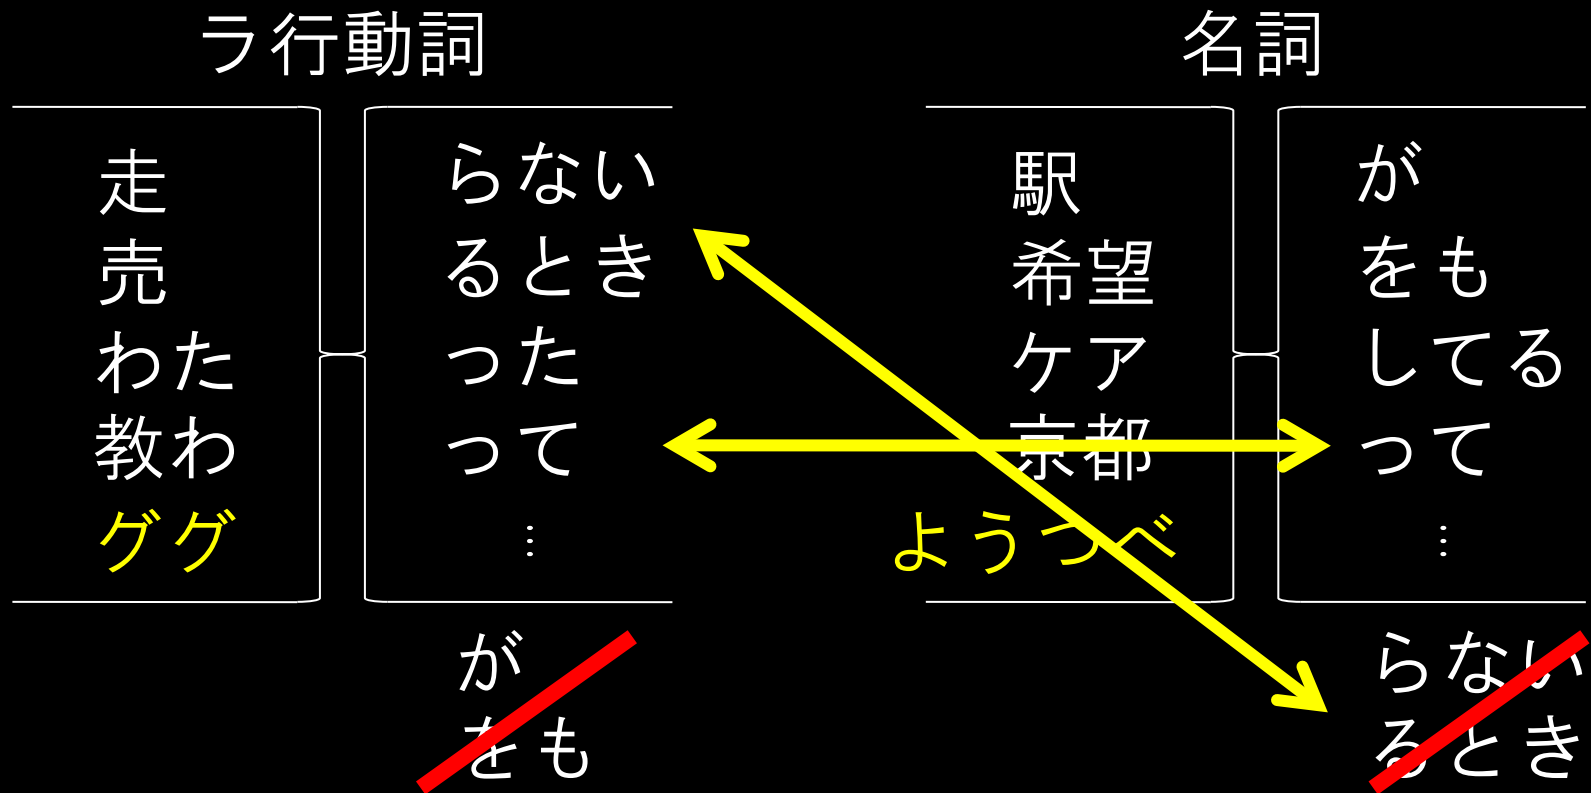 ラ行動詞
走
売
わた
教わ
ググ
らない
るとき
った
って
…
が
をも
名詞
駅
希望
ケア
京都
ようつべ
が
をも
してる
って
…
らない
るとき